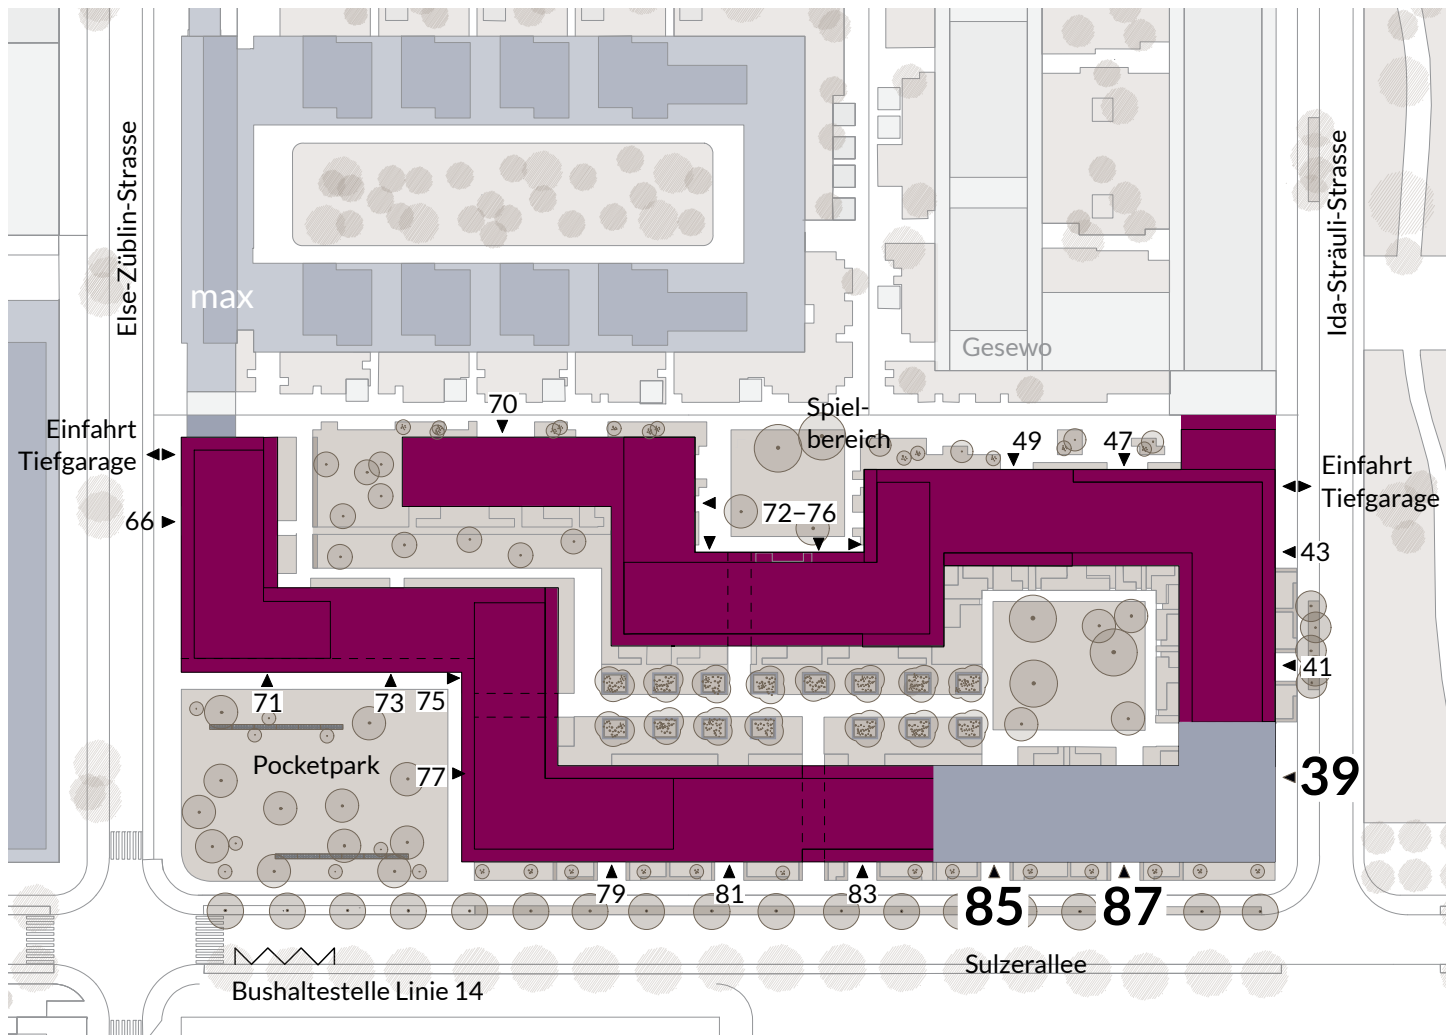 Else-Züblin-Strasse
Ida-Sträuli-Strasse
max
Gesewo
70
Spiel-
bereich
49
47
Einfahrt
Tiefgarage
Einfahrt
Tiefgarage
66
72–76
43
41
71
73
75
Pocketpark
77
39
79
81
83
85
87
Sulzerallee
Bushaltestelle Linie 14